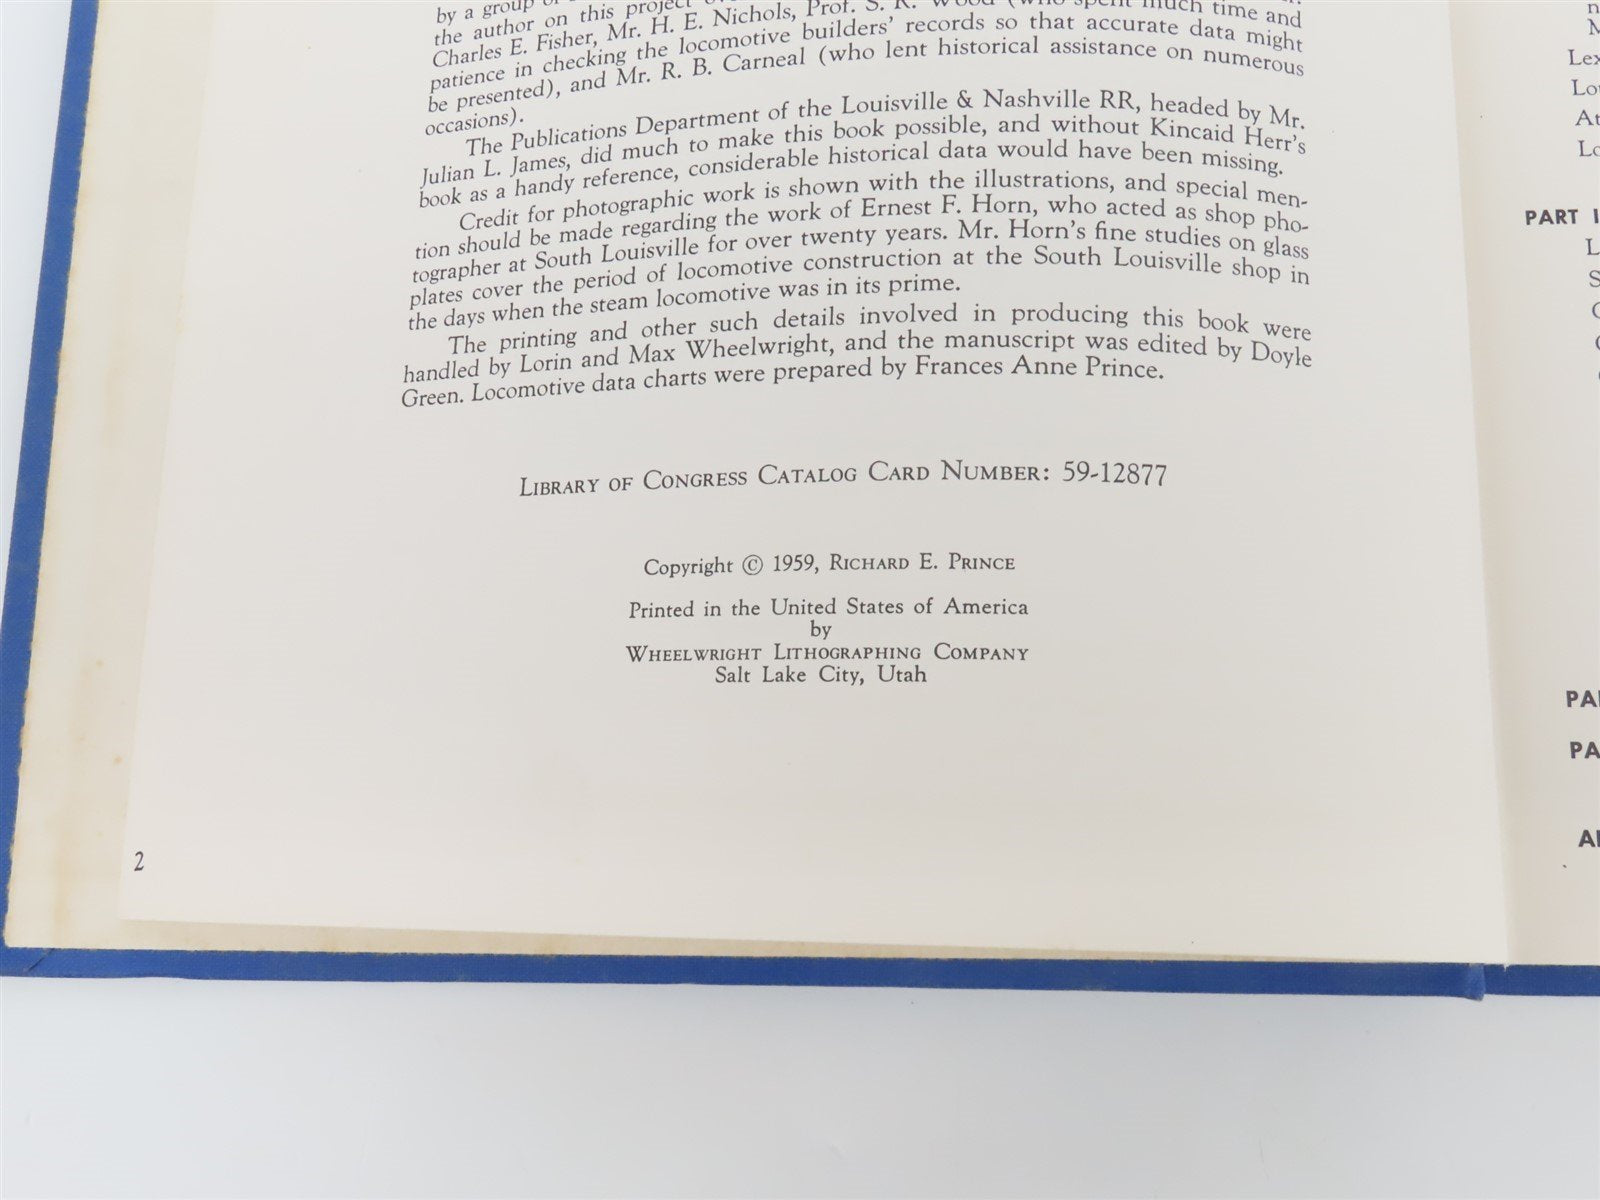 by a group of
the author on this project
Charles E. Fisher, Mr. H. E. Nichols, Prof. S. R. Wood (who spent much time and
patience in checking the locomotive builders' records so that accurate data might
be presented), and Mr. R. B. Carneal (who lent historical assistance on numerous
occasions).
The Publications Department of the Louisville & Nashville RR, headed by Mr.
Julian L. James, did much to make this book possible, and without Kincaid Herr's
book as a handy reference, considerable historical data would have been missing.
Credit for photographic work is shown with the illustrations, and special men-
tion should be made regarding the work of Ernest F. Horn, who acted as shop pho-
tographer at South Louisville for over twenty years. Mr. Horn's fine studies on glass
plates cover the period of locomotive construction at the South Louisville shop in
the days when the steam locomotive was in its prime.
The printing and other such details involved in producing this book were
handled by Lorin and Max Wheelwright, and the manuscript was edited by Doyle
Green. Locomotive data charts were prepared by Frances Anne Prince.
LIBRARY OF CONGRESS CATALOG CARD NUMBER: 59-12877
Copyright © 1959, RICHARD E. PRINCE
Printed in the United States of America
by
WHEELWRIGHT LITHOGRAPHING COMPANY
Salt Lake City, Utah
2
PART